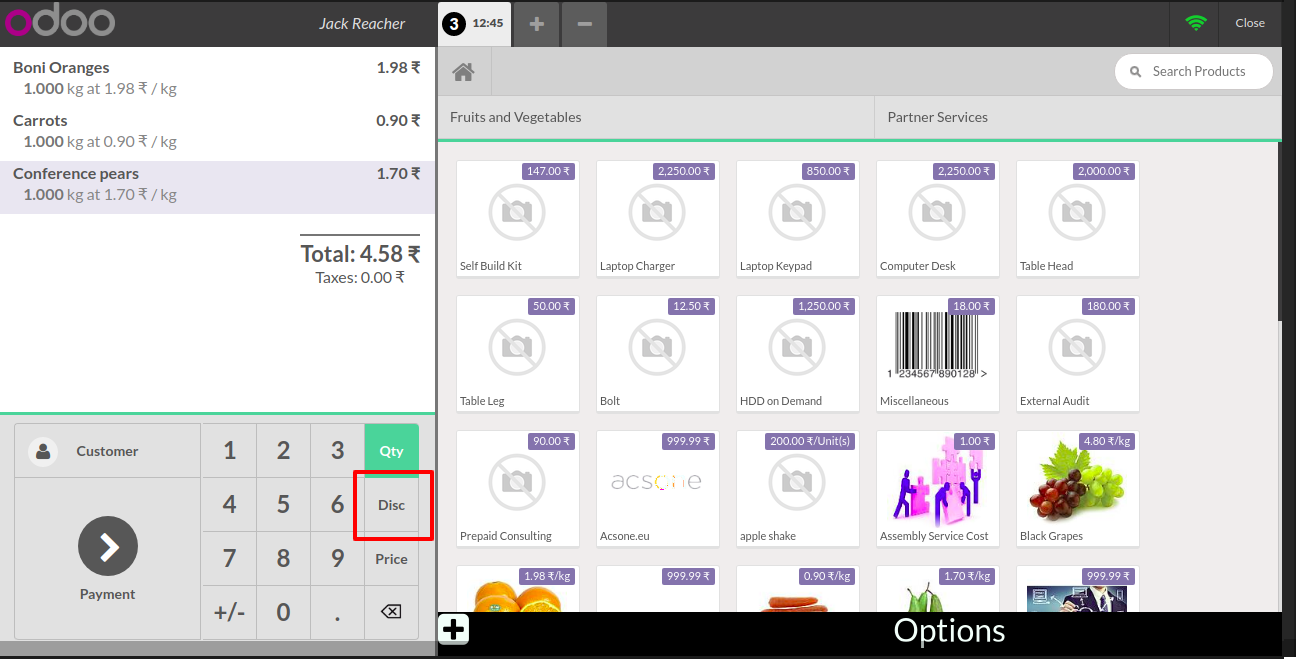 odoo
Jack Reacher
3 12:45
Close
Boni Oranges 1.98 ₹
1.000 kg at 1.98 ₹ / kg
Carrots 0.90 ₹
1.000 kg at 0.90 ₹ / kg
Conference pears 1.70 ₹
1.000 kg at 1.70 ₹ / kg
Total: 4.58 ₹
Taxes: 0.00 ₹
Customer
1 2 3 Qty
4 5 6 Disc
7 8 9 Price
+/- 0 .
Payment
Search Products
Fruits and Vegetables
Partner Services
147.00 ₹
Self Build Kit
2,250.00 ₹
Laptop Charger
850.00 ₹
Laptop Keypad
2,250.00 ₹
Computer Desk
2,000.00 ₹
Table Head
50.00 ₹
Table Leg
12.50 ₹
Bolt
1,250.00 ₹
HDD on Demand
18.00 ₹
1 234567 890128 >
Miscellaneous
180.00 ₹
External Audit
90.00 ₹
Prepaid Consulting
999.99 ₹
acsone
Acsone.eu
200.00 ₹/Unit(s)
apple shake
1.00 ₹
Assembly Service Cost
4.80 ₹/kg
Black Grapes
1.98 ₹/kg
999.99 ₹
0.90 ₹/kg
1.70 ₹/kg
999.99 ₹
Options